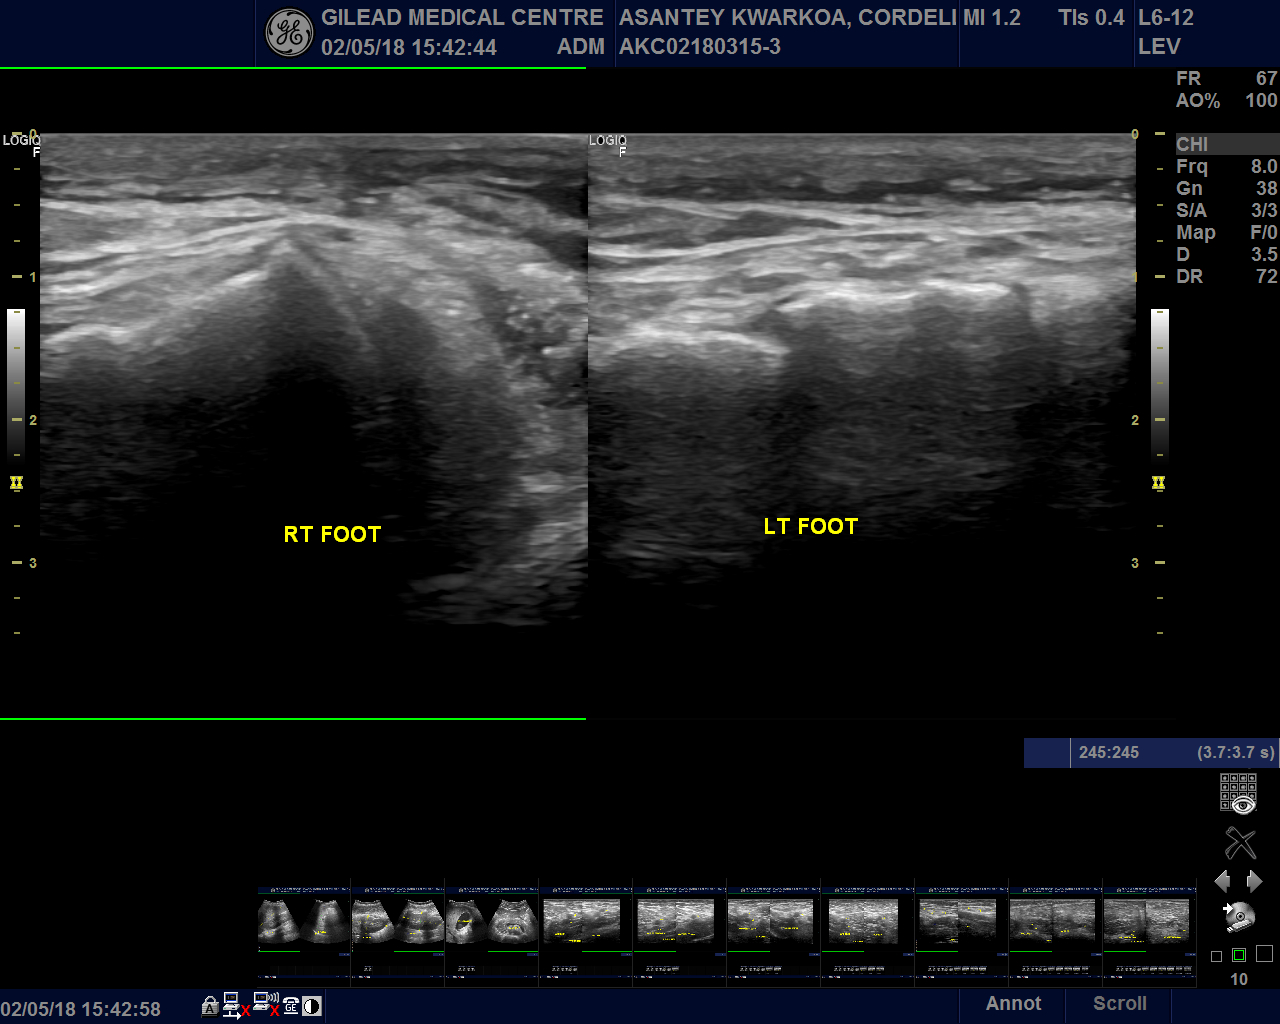 GILEAD MEDICAL CENTRE
02/05/18 15:42:44 ADM
ASANTEY KWARKOA, CORDELI
AKC02180315-3
MI 1.2 TIs 0.4
L6-12
LEV
FR 67
AO% 100
CHI
Frq 8.0
Gn 38
S/A 3/3
Map F/0
D 3.5
DR 72
LOGIQ
F
0
1
2
3
RT FOOT
LOGIQ
F
0
1
2
3
LT FOOT
245:245 (3.7:3.7 s)
10
02/05/18 15:42:58
Annot Scroll